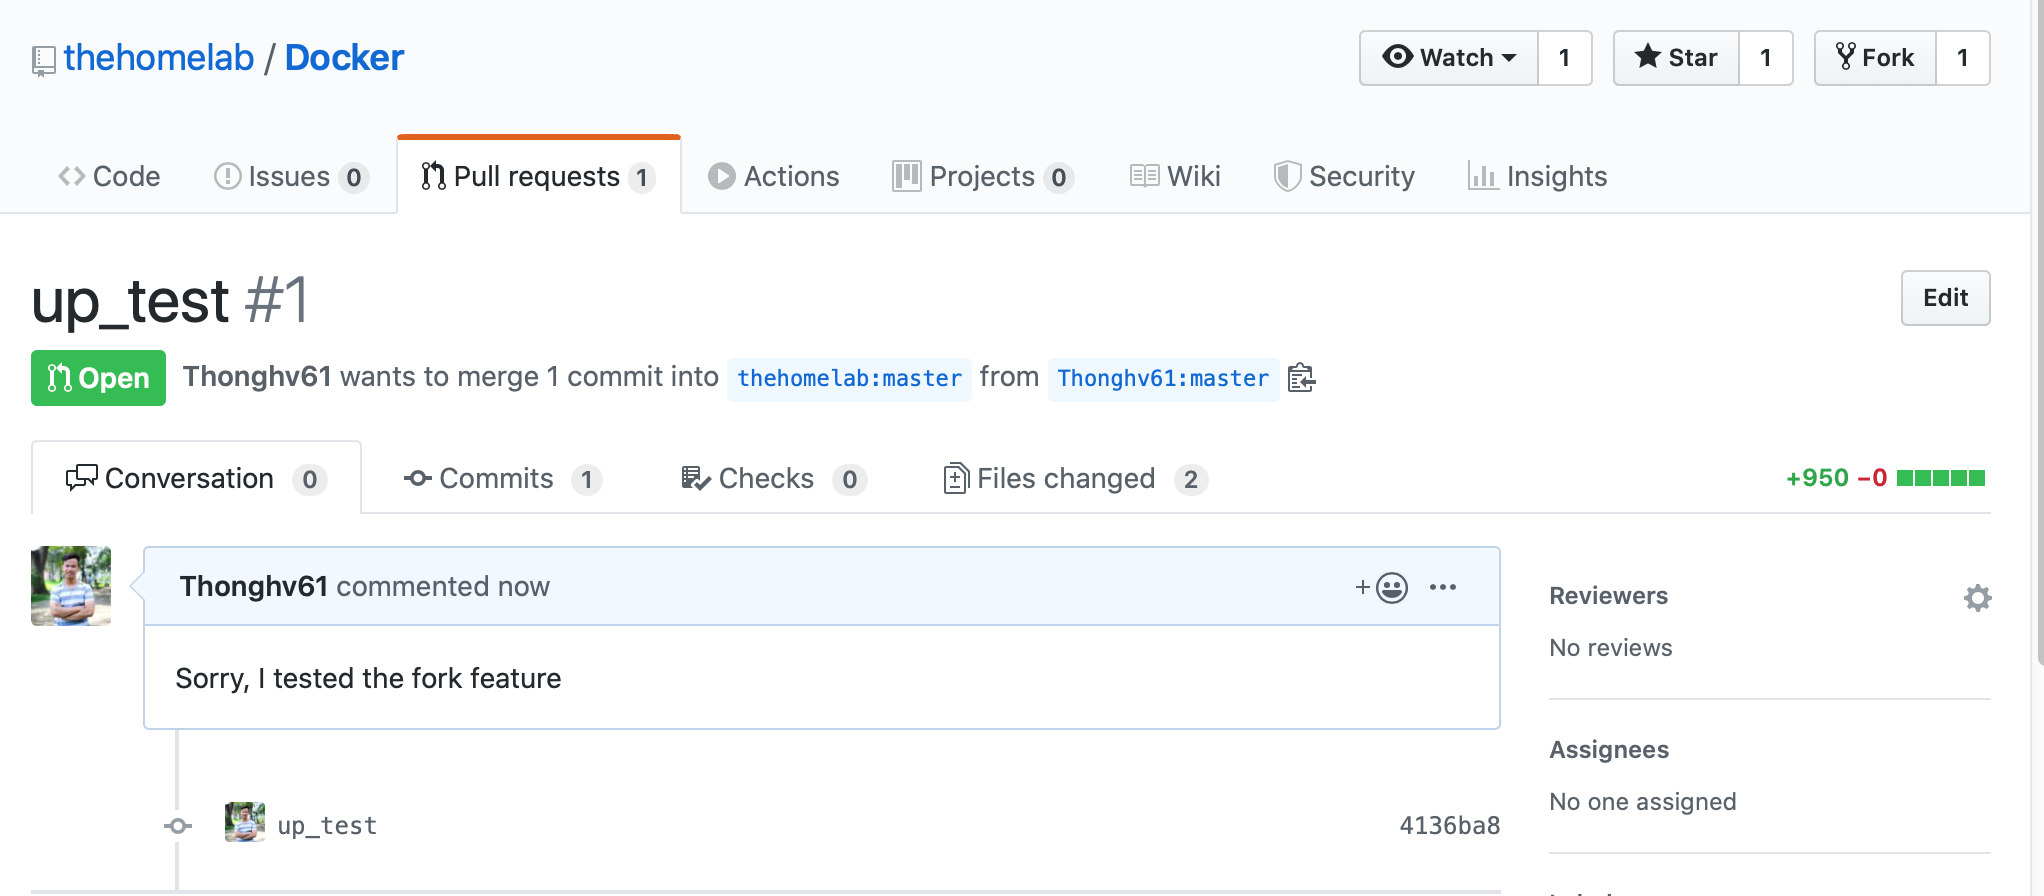 thehomelab / Docker
Watch 1 Star 1 Fork 1
Code Issues 0 Pull requests 1 Actions Projects 0 Wiki Security Insights
up_test #1
Edit
Open Thonghv61 wants to merge 1 commit into thehomelab:master from Thonghv61:master
Conversation 0 Commits 1 Checks 0 Files changed 2 +950 −0
Thonghv61 commented now
Sorry, I tested the fork feature
up_test 4136ba8
Reviewers
No reviews
Assignees
No one assigned